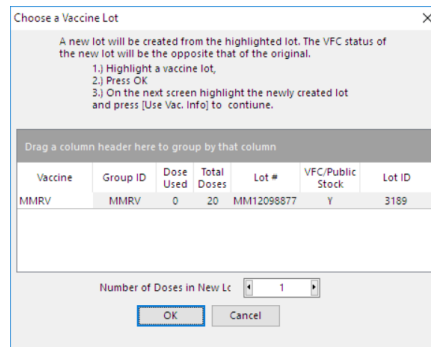 Choose a Vaccine Lot
A new lot will be created from the highlighted lot. The VFC status of
the new lot will be the opposite that of the original.
1.) Highlight a vaccine lot,
2.) Press OK
3.) On the next screen highlight the newly created lot
and press [Use Vac. Info] to contiune.
Drag a column header here to group by that column
Vaccine Group ID Dose Used Total Doses Lot # VFC/Public Stock Lot ID
MMRV MMRV 0 20 MM12098877 Y 3189
Number of Doses in New Lc 1
OK Cancel